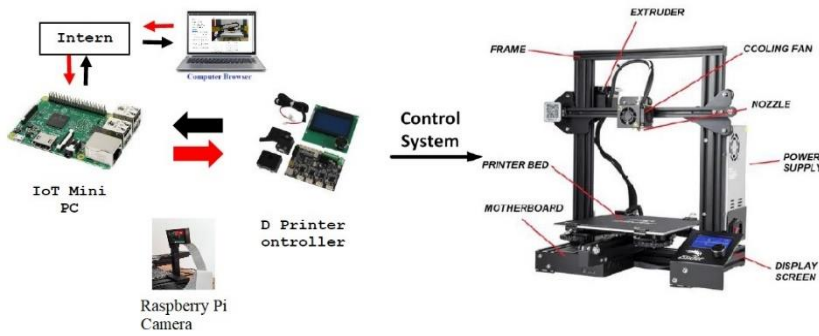 Intern
Computer Browser
IoT Mini
PC
D Printer
ontroller
Raspberry Pi
Camera
Control
System
EXTRUDER
FRAME
COOLING FAN
NOZZLE
POWER
SUPPLY
PRINTER BED
MOTHERBOARD
DISPLAY
SCREEN